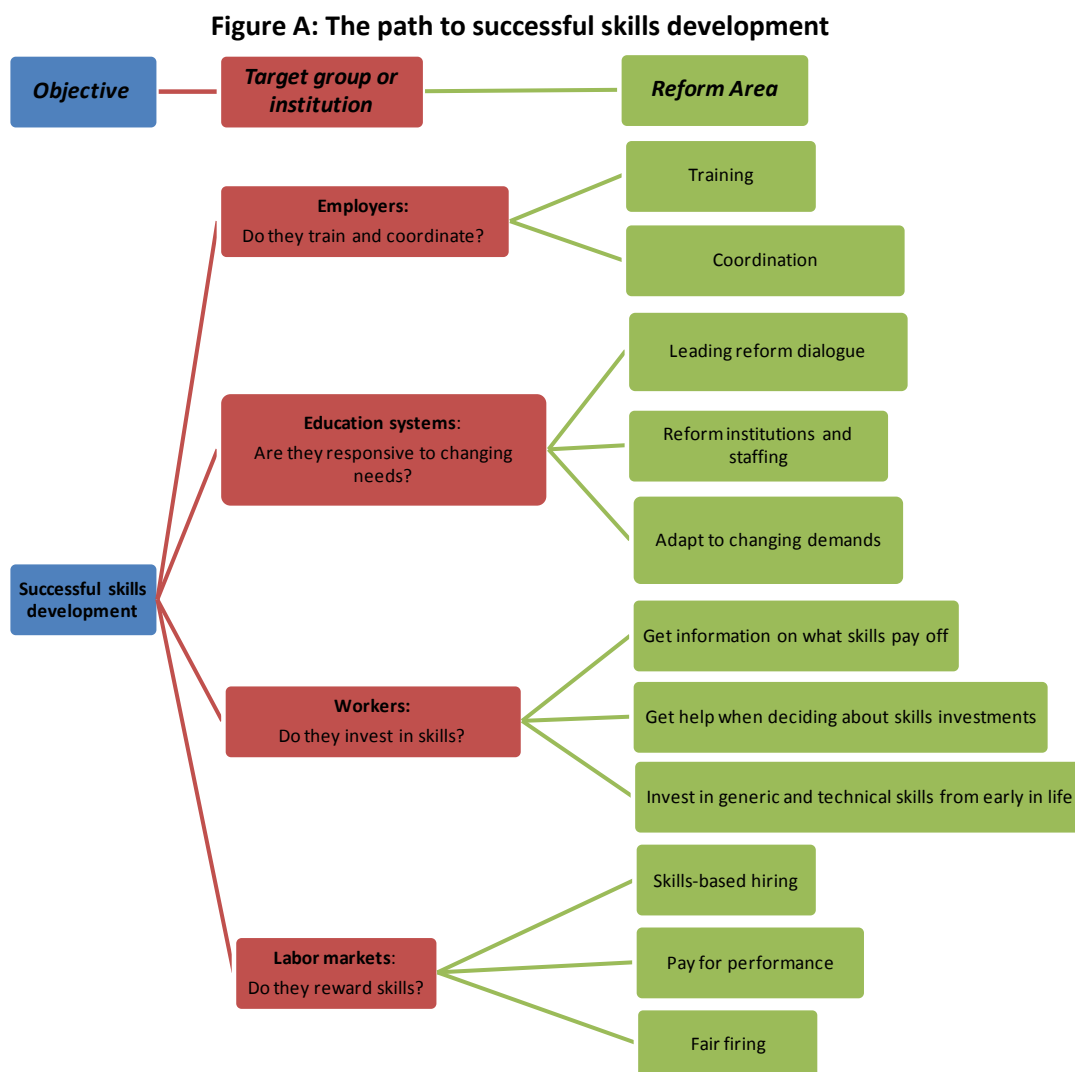 Figure A: The path to successful skills development
Objective
Target group or
institution
Reform Area
Employers:
Do they train and coordinate?
Training
Coordination
Education systems:
Are they responsive to changing
needs?
Leading reform dialogue
Reform institutions and
staffing
Adapt to changing demands
Successful skills
development
Workers:
Do they invest in skills?
Get information on what skills pay off
Get help when deciding about skills investments
Invest in generic and technical skills from early in life
Labor markets:
Do they reward skills?
Skills-based hiring
Pay for performance
Fair firing